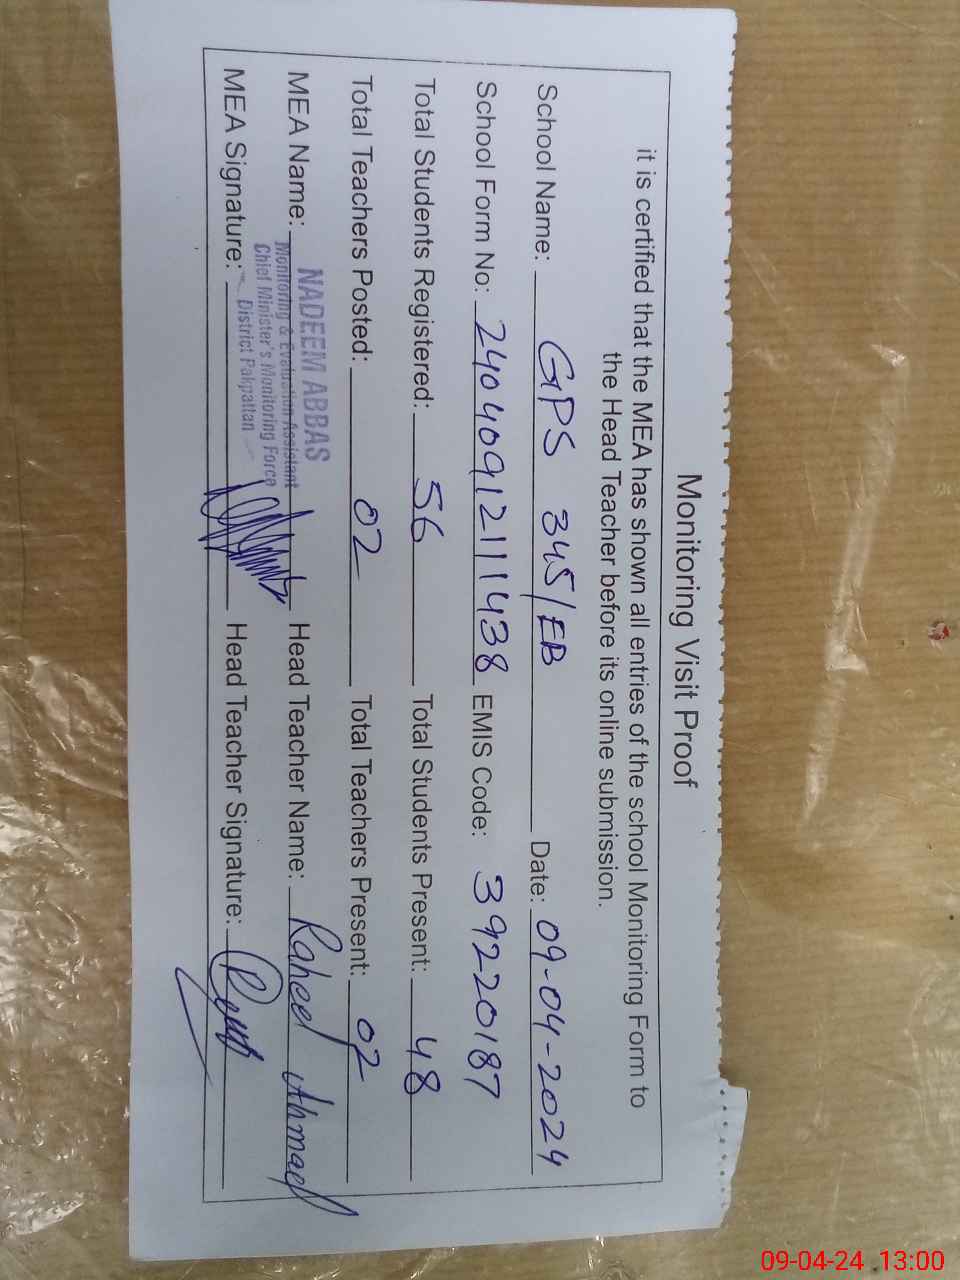 Monitoring Visit Proof
it is certified that the MEA has shown all entries of the school Monitoring Form to
the Head Teacher before its online submission.
School Name: GPS 345/EB Date: 09-04-2024
School Form No: 240409121111438 EMIS Code: 39220187
Total Students Registered: 56 Total Students Present: 48
Total Teachers Posted: 02 Total Teachers Present: 02
MEA Name: NADEEM ABBAS Head Teacher Name: Raheel Ahmad
Monitoring & Evaluation Assistant
Chief Minister's Monitoring Force
District Pakpattan
MEA Signature: Head Teacher Signature:
09-04-24 13:00